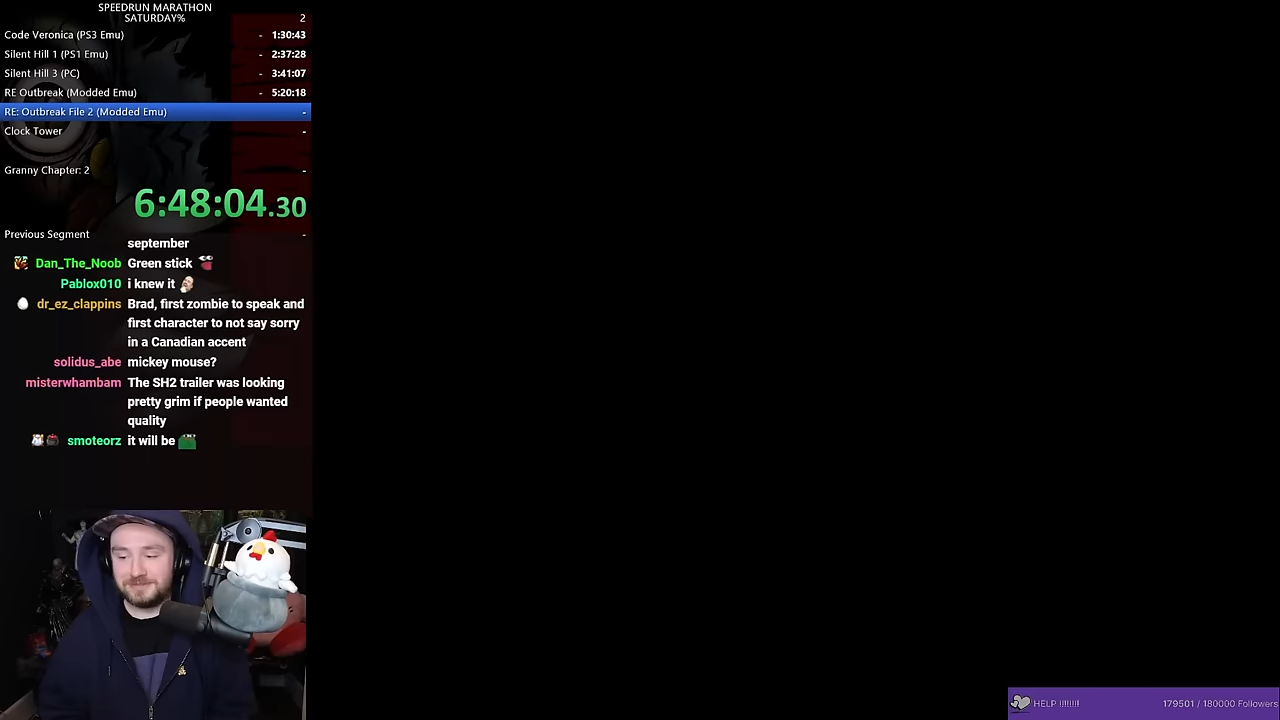 SPEEDRUN MARATHON
SATURDAY%
2
Code Veronica (PS3 Emu) - 1:30:43
Silent Hill 1 (PS1 Emu) - 2:37:28
Silent Hill 3 (PC) - 3:41:07
RE Outbreak (Modded Emu) - 5:20:18
RE: Outbreak File 2 (Modded Emu) -
Clock Tower -
Granny Chapter: 2 -
6:48:04.30
Previous Segment -
september
Dan_The_Noob Green stick
Pablox010 i knew it
dr_ez_clappins Brad, first zombie to speak and
first character to not say sorry
in a Canadian accent
solidus_abe mickey mouse?
misterwhambam The SH2 trailer was looking
pretty grim if people wanted
quality
smoteorz it will be
HELP !!!!!!! 179501 / 180000 Followers